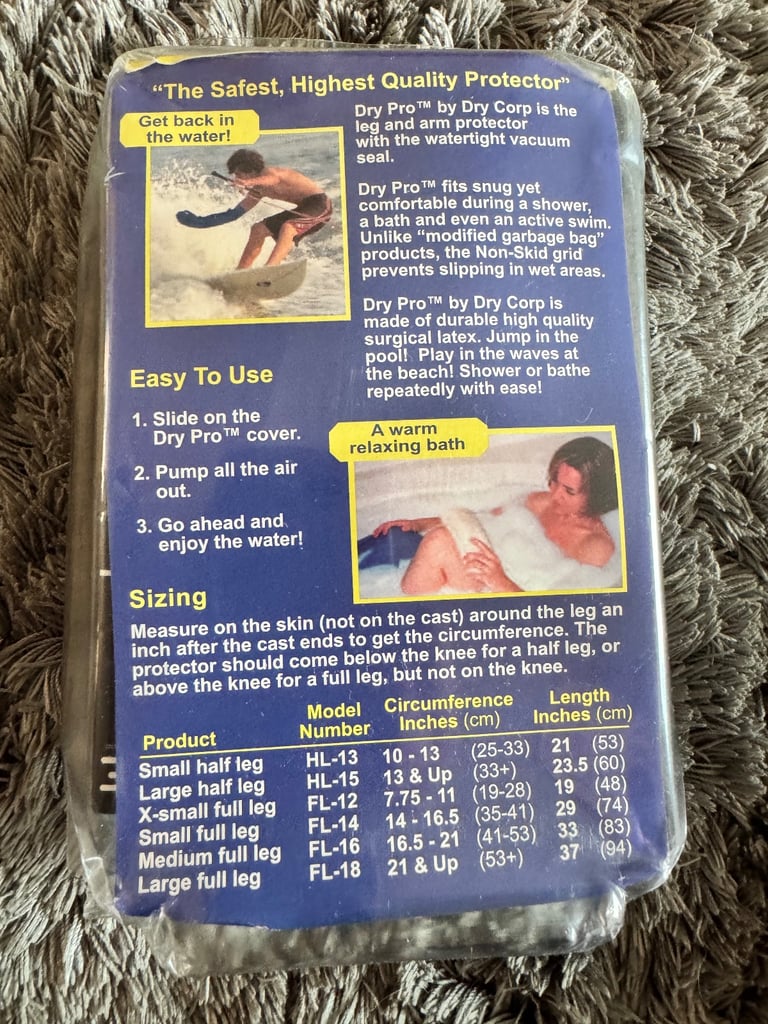 “The Safest, Highest Quality Protector”
Get back in
the water!
Dry Pro™ by Dry Corp is the
leg and arm protector
with the watertight vacuum
seal.
Dry Pro™ fits snug yet
comfortable during a shower,
a bath and even an active swim.
Unlike “modified garbage bag”
products, the Non-Skid grid
prevents slipping in wet areas.
Dry Pro™ by Dry Corp is
made of durable high quality
surgical latex. Jump in the
pool! Play in the waves at
the beach! Shower or bathe
repeatedly with ease!
Easy To Use
1. Slide on the
Dry Pro™ cover.
2. Pump all the air
out.
3. Go ahead and
enjoy the water!
A warm
relaxing bath
Sizing
Measure on the skin (not on the cast) around the leg an
inch after the cast ends to get the circumference. The
protector should come below the knee for a half leg, or
above the knee for a full leg, but not on the knee.
Product Model Number Circumference Inches (cm) Length Inches (cm)
Small half leg HL-13 10 - 13 (25-33) 21 (53)
Large half leg HL-15 13 & Up (33+) 23.5 (60)
X-small full leg FL-12 7.75 - 11 (19-28) 19 (48)
Small full leg FL-14 14 - 16.5 (35-41) 29 (74)
Medium full leg FL-16 16.5 - 21 (41-53) 33 (83)
Large full leg FL-18 21 & Up (53+) 37 (94)